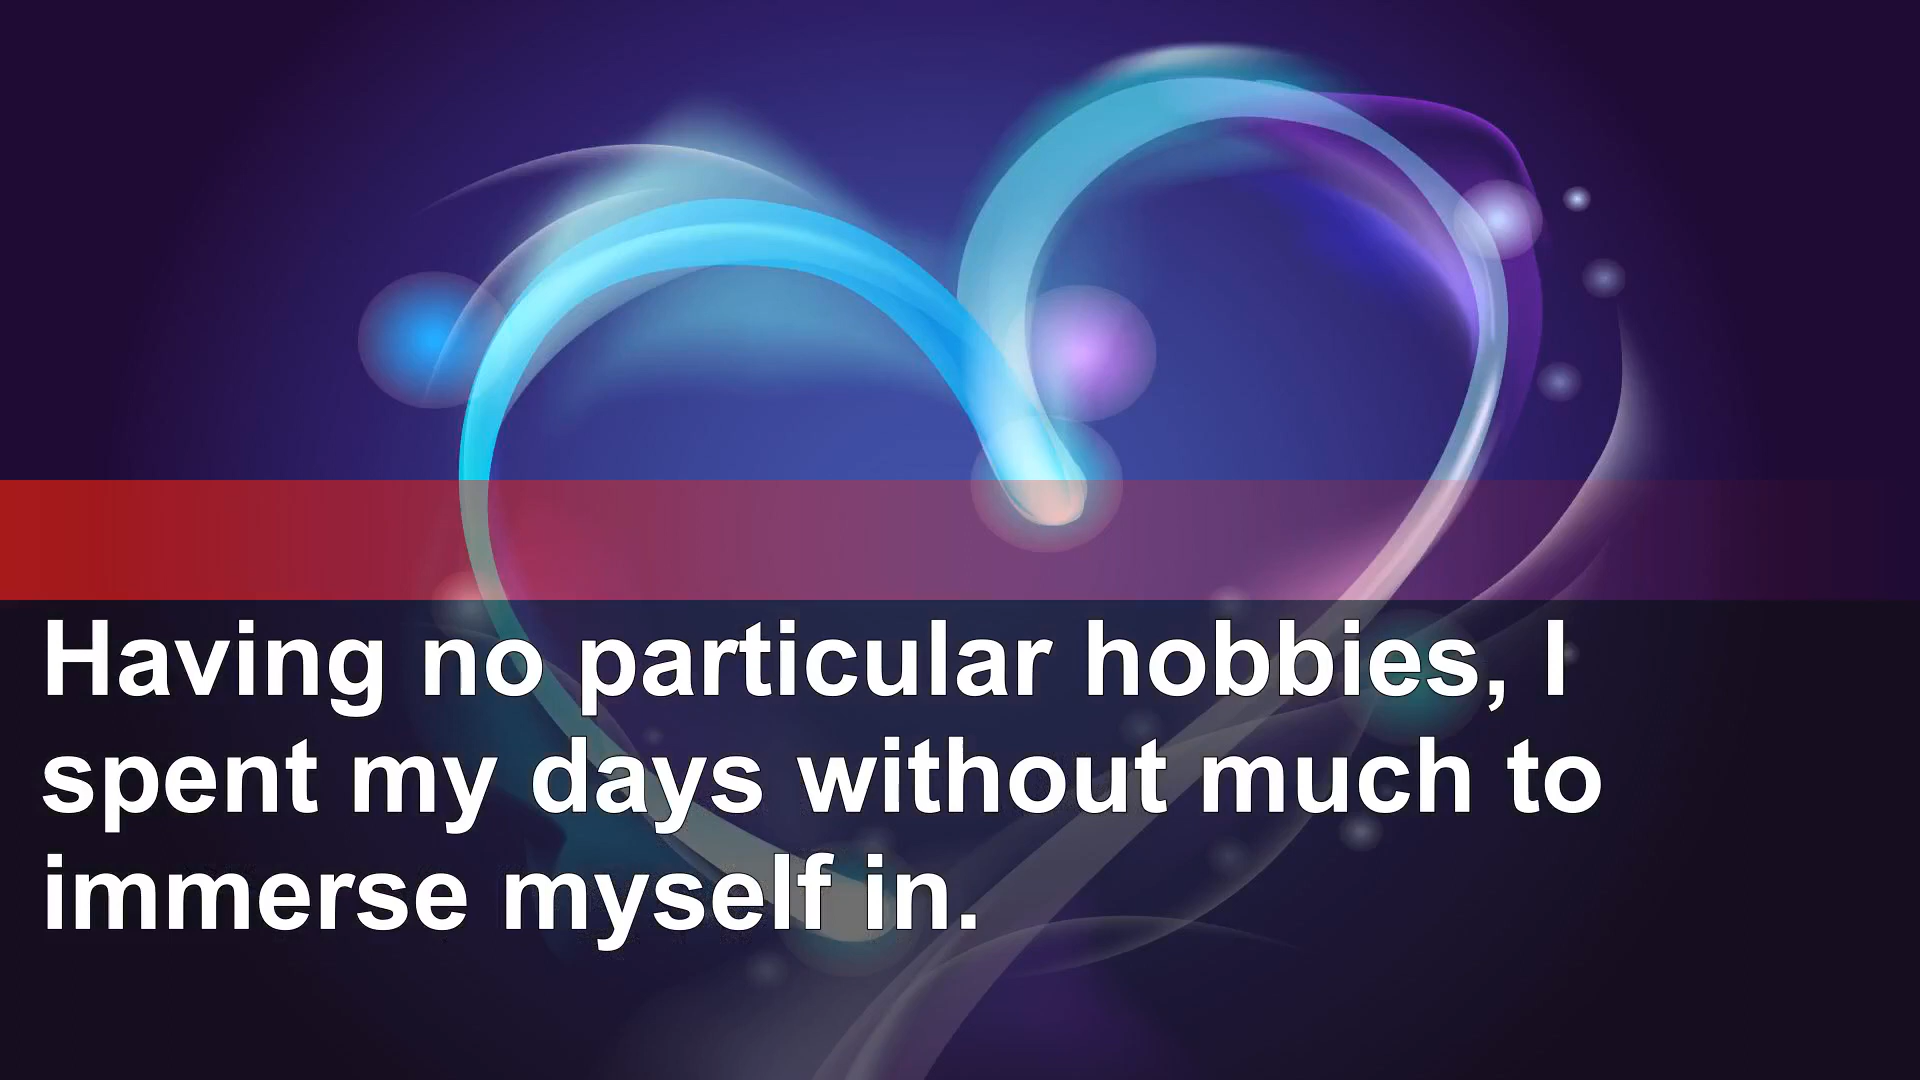 Having no particular hobbies, I
spent my days without much to
immerse myself in.